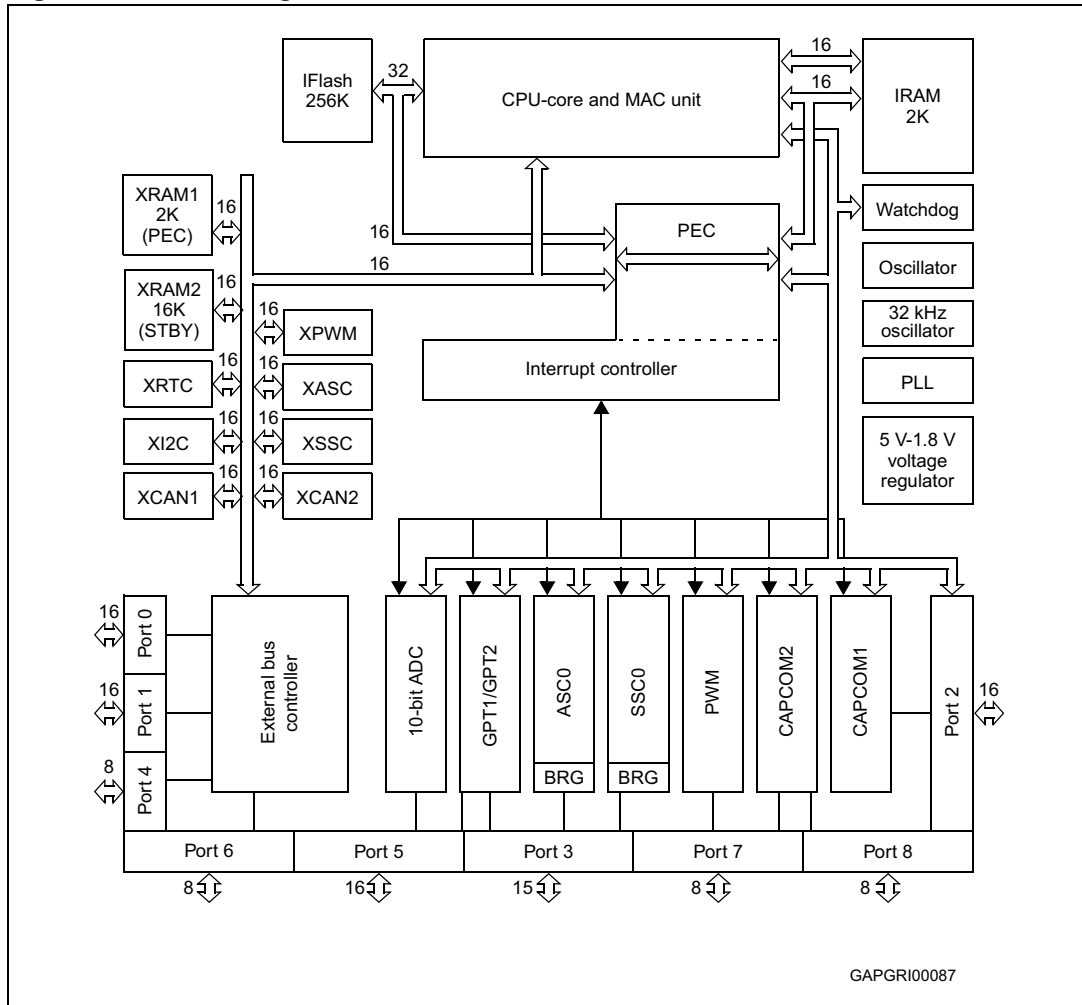 IFlash
256K
32
CPU-core and MAC unit
16
16
IRAM
2K
XRAM1
2K
(PEC)
16
16
PEC
Watchdog
16
Oscillator
XRAM2
16K
(STBY)
16
16
XPWM
32 kHz
oscillator
Interrupt controller
XRTC
16
16
XASC
PLL
XI2C
16
16
XSSC
5 V-1.8 V
voltage
regulator
XCAN1
16
16
XCAN2
16
Port 0
16
Port 1
8
Port 4
External bus
controller
10-bit ADC
GPT1/GPT2
ASC0
BRG
SSC0
BRG
PWM
CAPCOM2
CAPCOM1
Port 2
16
Port 6
Port 5
Port 3
Port 7
Port 8
8
16
15
8
8
GAPGRI00087